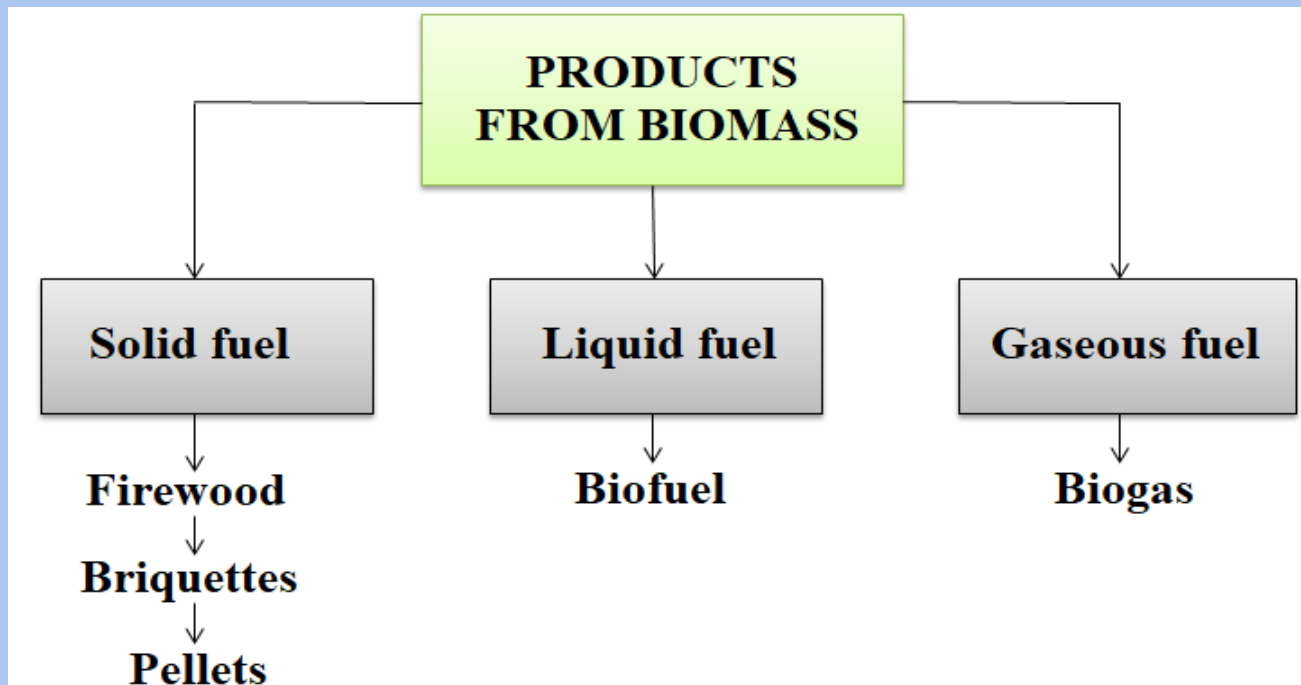 PRODUCTS
FROM BIOMASS
Solid fuel
Liquid fuel
Gaseous fuel
Firewood
Biofuel
Biogas
Briquettes
Pellets